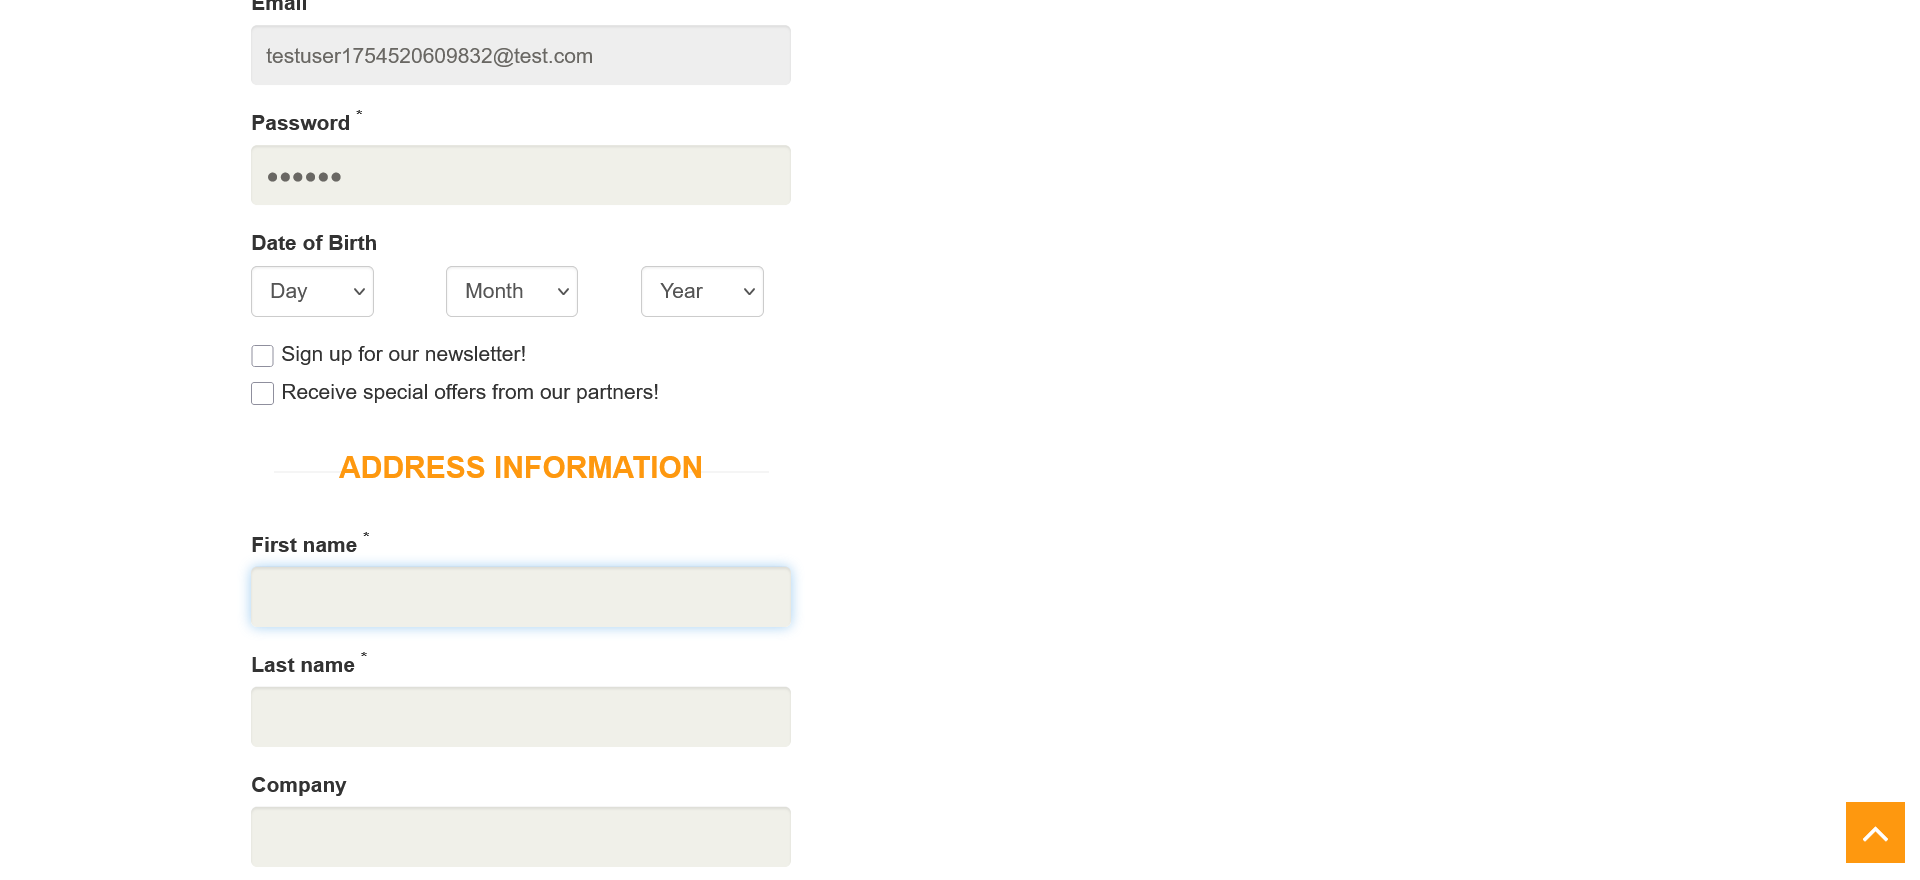 Email
testuser1754520609832@test.com
Password *
••••••
Date of Birth
Day Month Year
Sign up for our newsletter!
Receive special offers from our partners!
ADDRESS INFORMATION
First name *
Last name *
Company